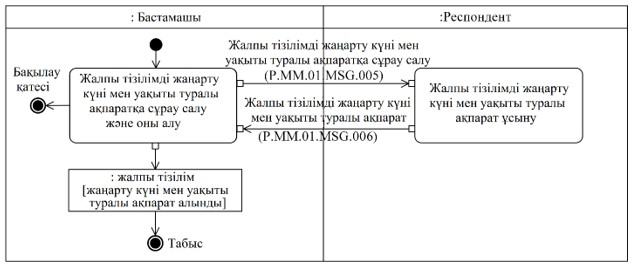 : Бастамашы
:Респондент
Жалпы тізілімді жаңарту күні мен
уақыты туралы ақпаратқа сұрау салу
(P.MM.01.MSG.005)
Бақылау
қатесі
Жалпы тізілімді жаңарту
күні мен уақыты туралы
ақпаратқа сұрау салу
және оны алу
Жалпы тізілімді жаңарту күні
мен уақыты туралы ақпарат
(P.MM.01.MSG.006)
Жалпы тізілімді жаңарту
күні мен уақыты туралы
ақпарат ұсыну
: жалпы тізілім
[жаңарту күні мен уақыты
туралы ақпарат алынды]
Табыс